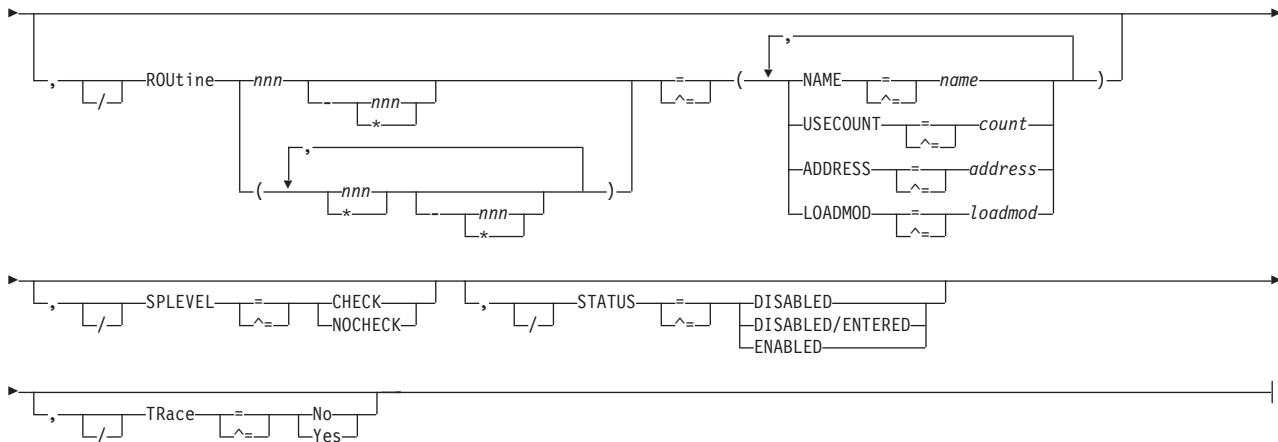 ,
, / ROUtine nnn - nnn = ( NAME = name )
* ^= ^=
USECOUNT = count
, ^=
( nnn - nnn ) ADDRESS = address
* * ^=
LOADMOD = loadmod
^=
, / SPLEVEL = CHECK , / STATUS = DISABLED
^= NOCHECK ^= DISABLED/ENTERED
ENABLED
, / TRace = No
^= Yes